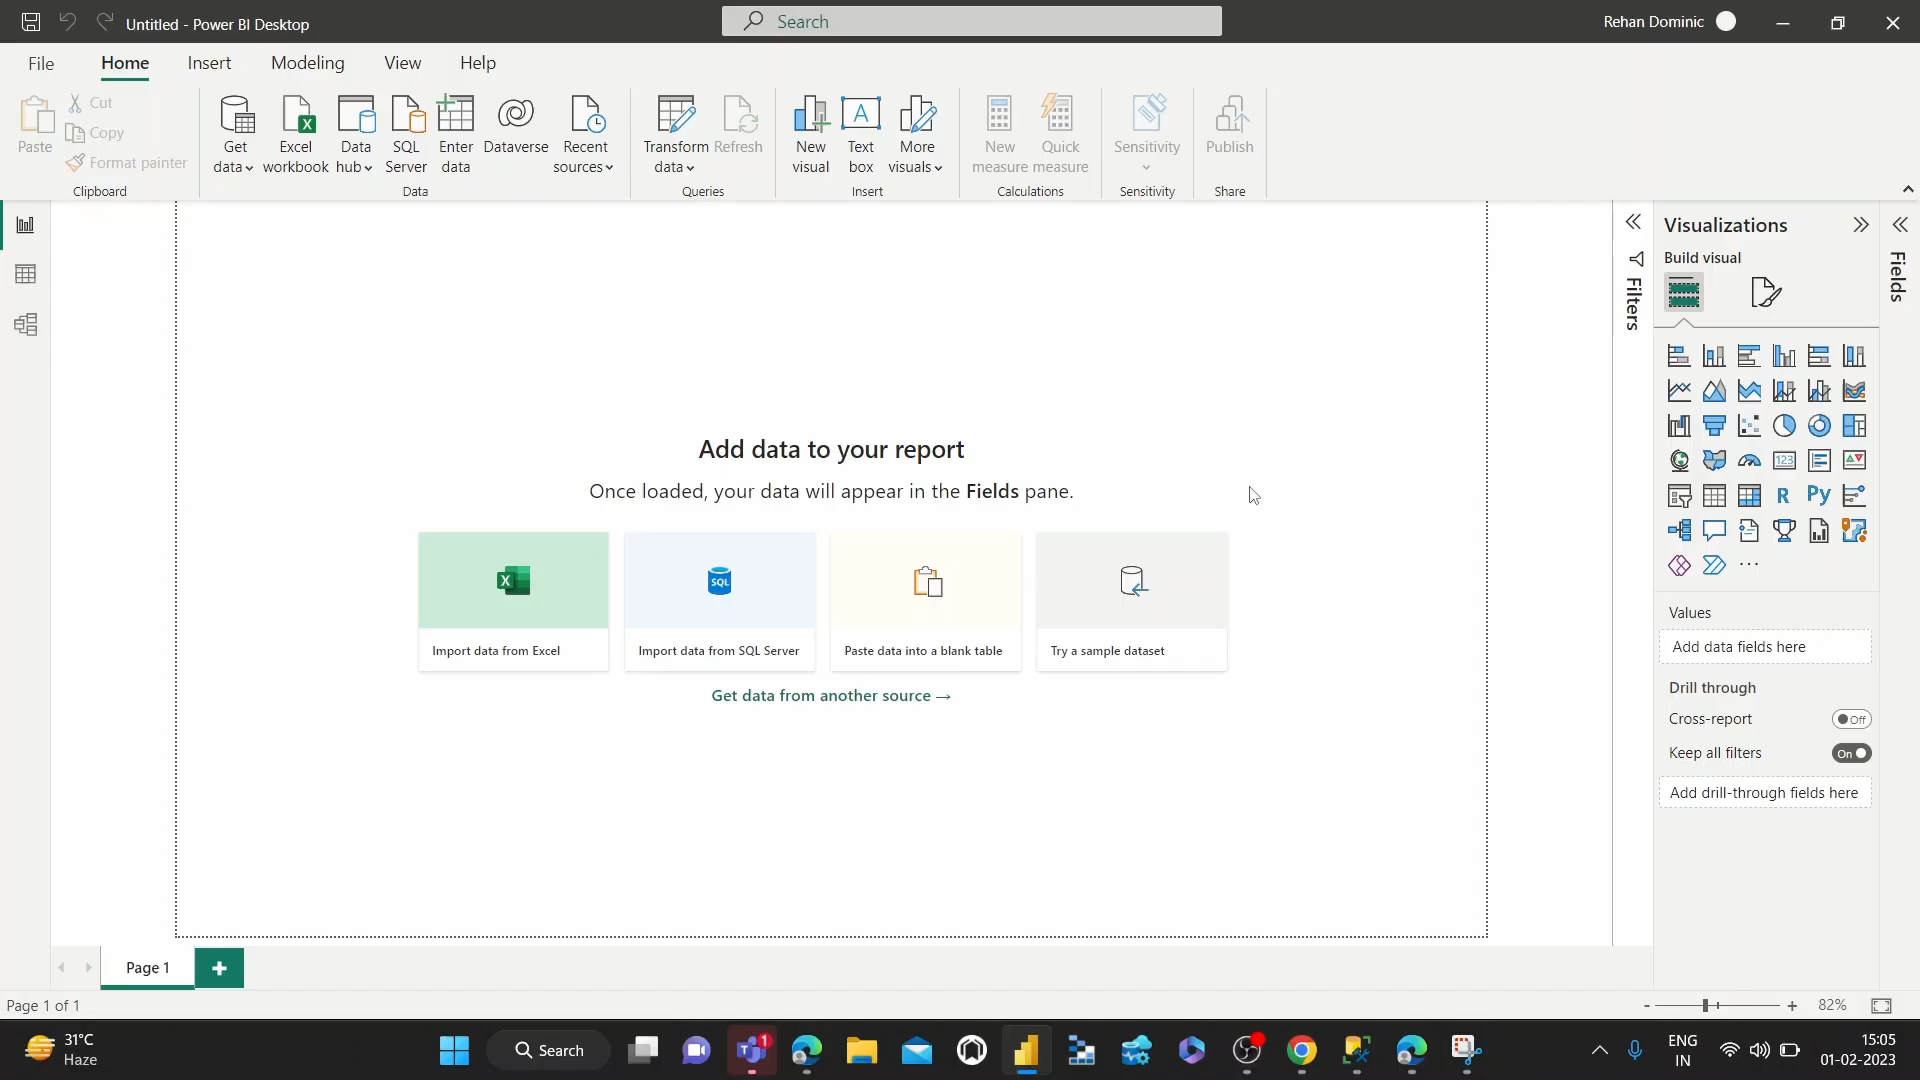 Untitled - Power BI Desktop
Search
Rehan Dominic
File
Home
Insert
Modeling
View
Help
Paste
Cut
Copy
Format painter
Clipboard
Get data
Excel workbook
Data hub
SQL Server
Enter data
Dataverse
Recent sources
Data
Transform data
Refresh
Queries
New visual
Text box
More visuals
Insert
New measure
Quick measure
Calculations
Sensitivity
Sensitivity
Publish
Share
Filters
Visualizations
Build visual
Fields
123
R
Py
Values
Add data fields here
Drill through
Cross-report
Off
Keep all filters
On
Add drill-through fields here
Add data to your report
Once loaded, your data will appear in the Fields pane.
X
SQL
Import data from Excel
Import data from SQL Server
Paste data into a blank table
Try a sample dataset
Get data from another source →
Page 1
Page 1 of 1
- + 82%
31°C
Haze
Search
1
ENG
IN
15:05
01-02-2023